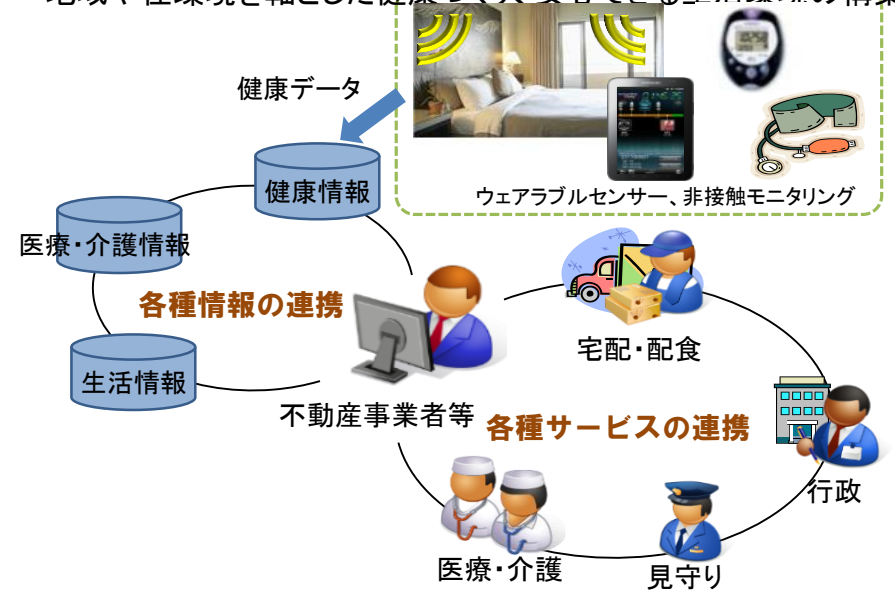 健康データ
健康情報
ウェアラブルセンサー、非接触モニタリング
医療・介護情報
各種情報の連携
宅配・配食
生活情報
不動産事業者等
各種サービスの連携
行政
医療・介護
見守り